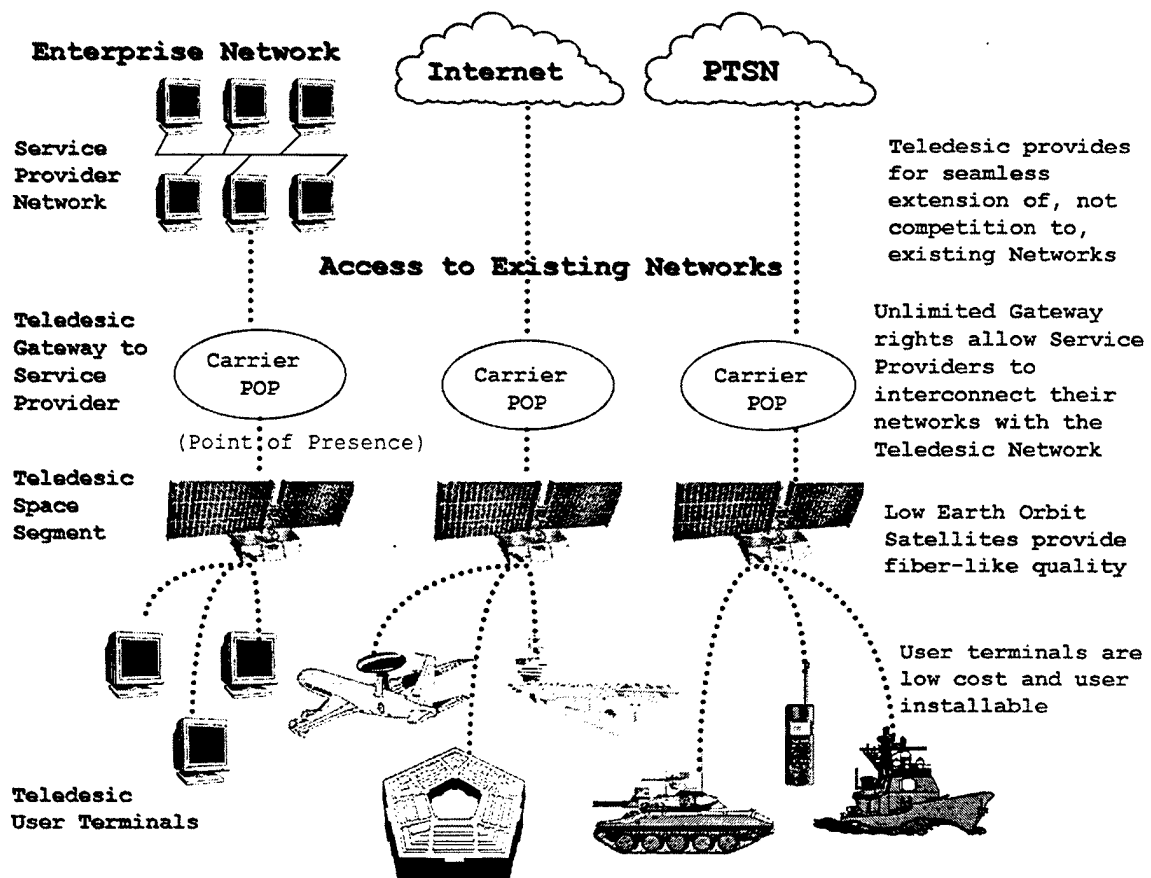 Enterprise Network
Internet
PTSN
Service
Provider
Network
Teledesic provides
for seamless
extension of, not
competition to,
existing Networks
Access to Existing Networks
Teledesic
Gateway to
Service
Provider
Carrier
POP
Carrier
POP
Carrier
POP
Unlimited Gateway
rights allow Service
Providers to
interconnect their
networks with the
Teledesic Network
(Point of Presence)
Teledesic
Space
Segment
Low Earth Orbit
Satellites provide
fiber-like quality
User terminals are
low cost and user
installable
Teledesic
User Terminals